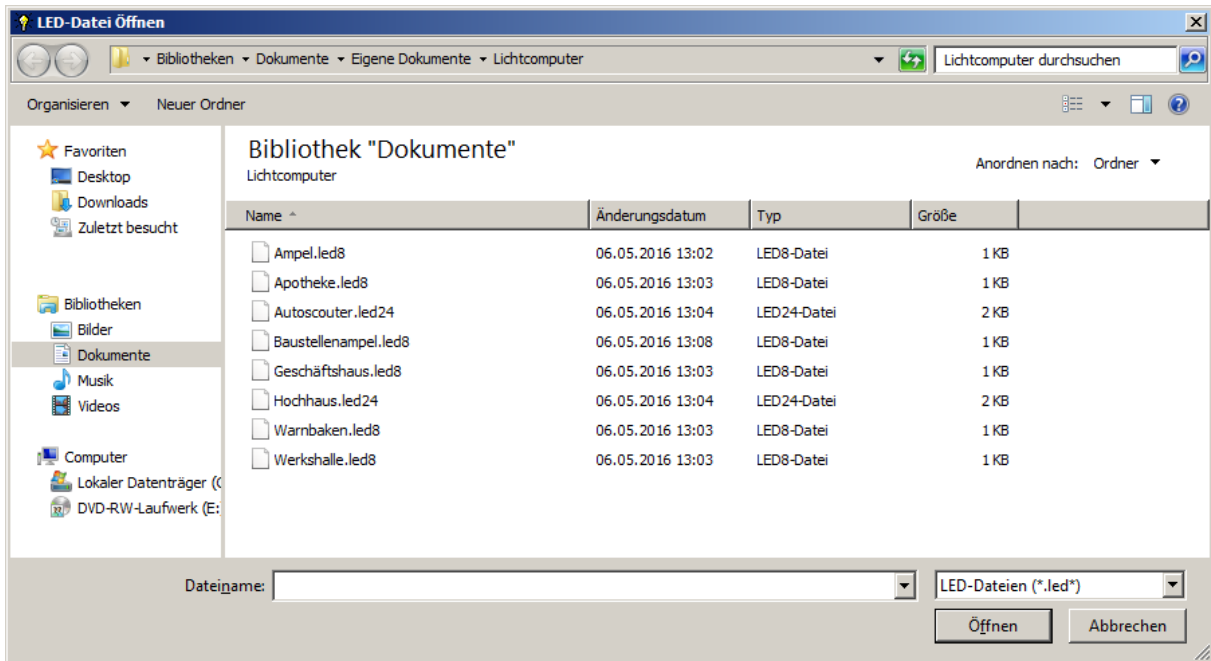 LED-Datei Öffnen
Bibliotheken Dokumente Eigene Dokumente Lichtcomputer
Lichtcomputer durchsuchen
Organisieren Neuer Ordner
Favoriten
Desktop
Downloads
Zuletzt besucht
Bibliotheken
Bilder
Dokumente
Musik
Videos
Computer
Lokaler Datenträger (C
DVD-RW-Laufwerk (E:
Bibliothek "Dokumente"
Lichtcomputer
Anordnen nach: Ordner
Name Änderungsdatum Typ Größe
Ampel.led8 06.05.2016 13:02 LED8-Datei 1 KB
Apotheke.led8 06.05.2016 13:03 LED8-Datei 1 KB
Autoscouter.led24 06.05.2016 13:04 LED24-Datei 2 KB
Baustellenampel.led8 06.05.2016 13:08 LED8-Datei 1 KB
Geschäftshaus.led8 06.05.2016 13:03 LED8-Datei 1 KB
Hochhaus.led24 06.05.2016 13:04 LED24-Datei 2 KB
Warnbaken.led8 06.05.2016 13:03 LED8-Datei 1 KB
Werkshalle.led8 06.05.2016 13:03 LED8-Datei 1 KB
Dateiname:
LED-Dateien (*.led*)
Öffnen Abbrechen